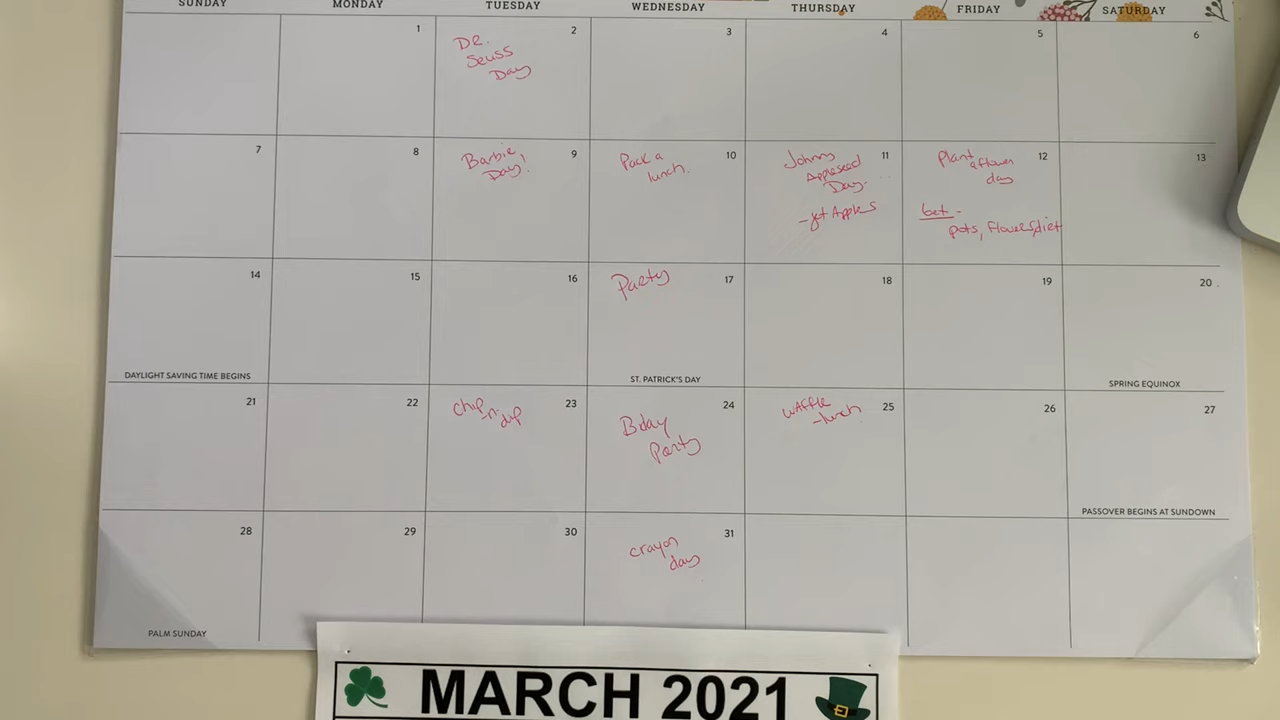 SUNDAY MONDAY TUESDAY WEDNESDAY THURSDAY FRIDAY SATURDAY
1 2 3 4 5 6
Dr.
Seuss
Day
7 8 9 10 11 12 13
Barbie
Day!
Pack a
lunch.
Johnny
Appleseed
Day.
-get Apples
Plant
a flower
day
Get-
pots, Flowers/diet
14 15 16 17 18 19 20
Party
DAYLIGHT SAVING TIME BEGINS
ST. PATRICK'S DAY
SPRING EQUINOX
21 22 23 24 25 26 27
chip
-n-
dip
Bday
Party
WAFFle
-lunch
PASSOVER BEGINS AT SUNDOWN
28 29 30 31
crayon
day
PALM SUNDAY
MARCH 2021